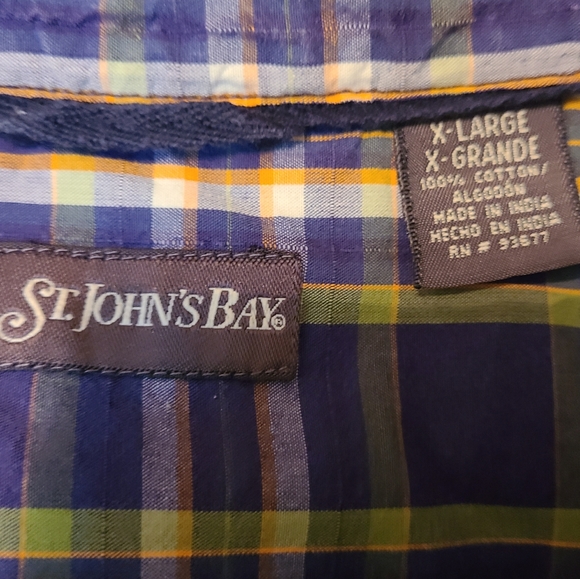 X-LARGE
X-GRANDE
100% COTTON/
ALGODÓN
MADE IN INDIA
HECHO EN INDIA
RN # 93677
ST. JOHN'S BAY®